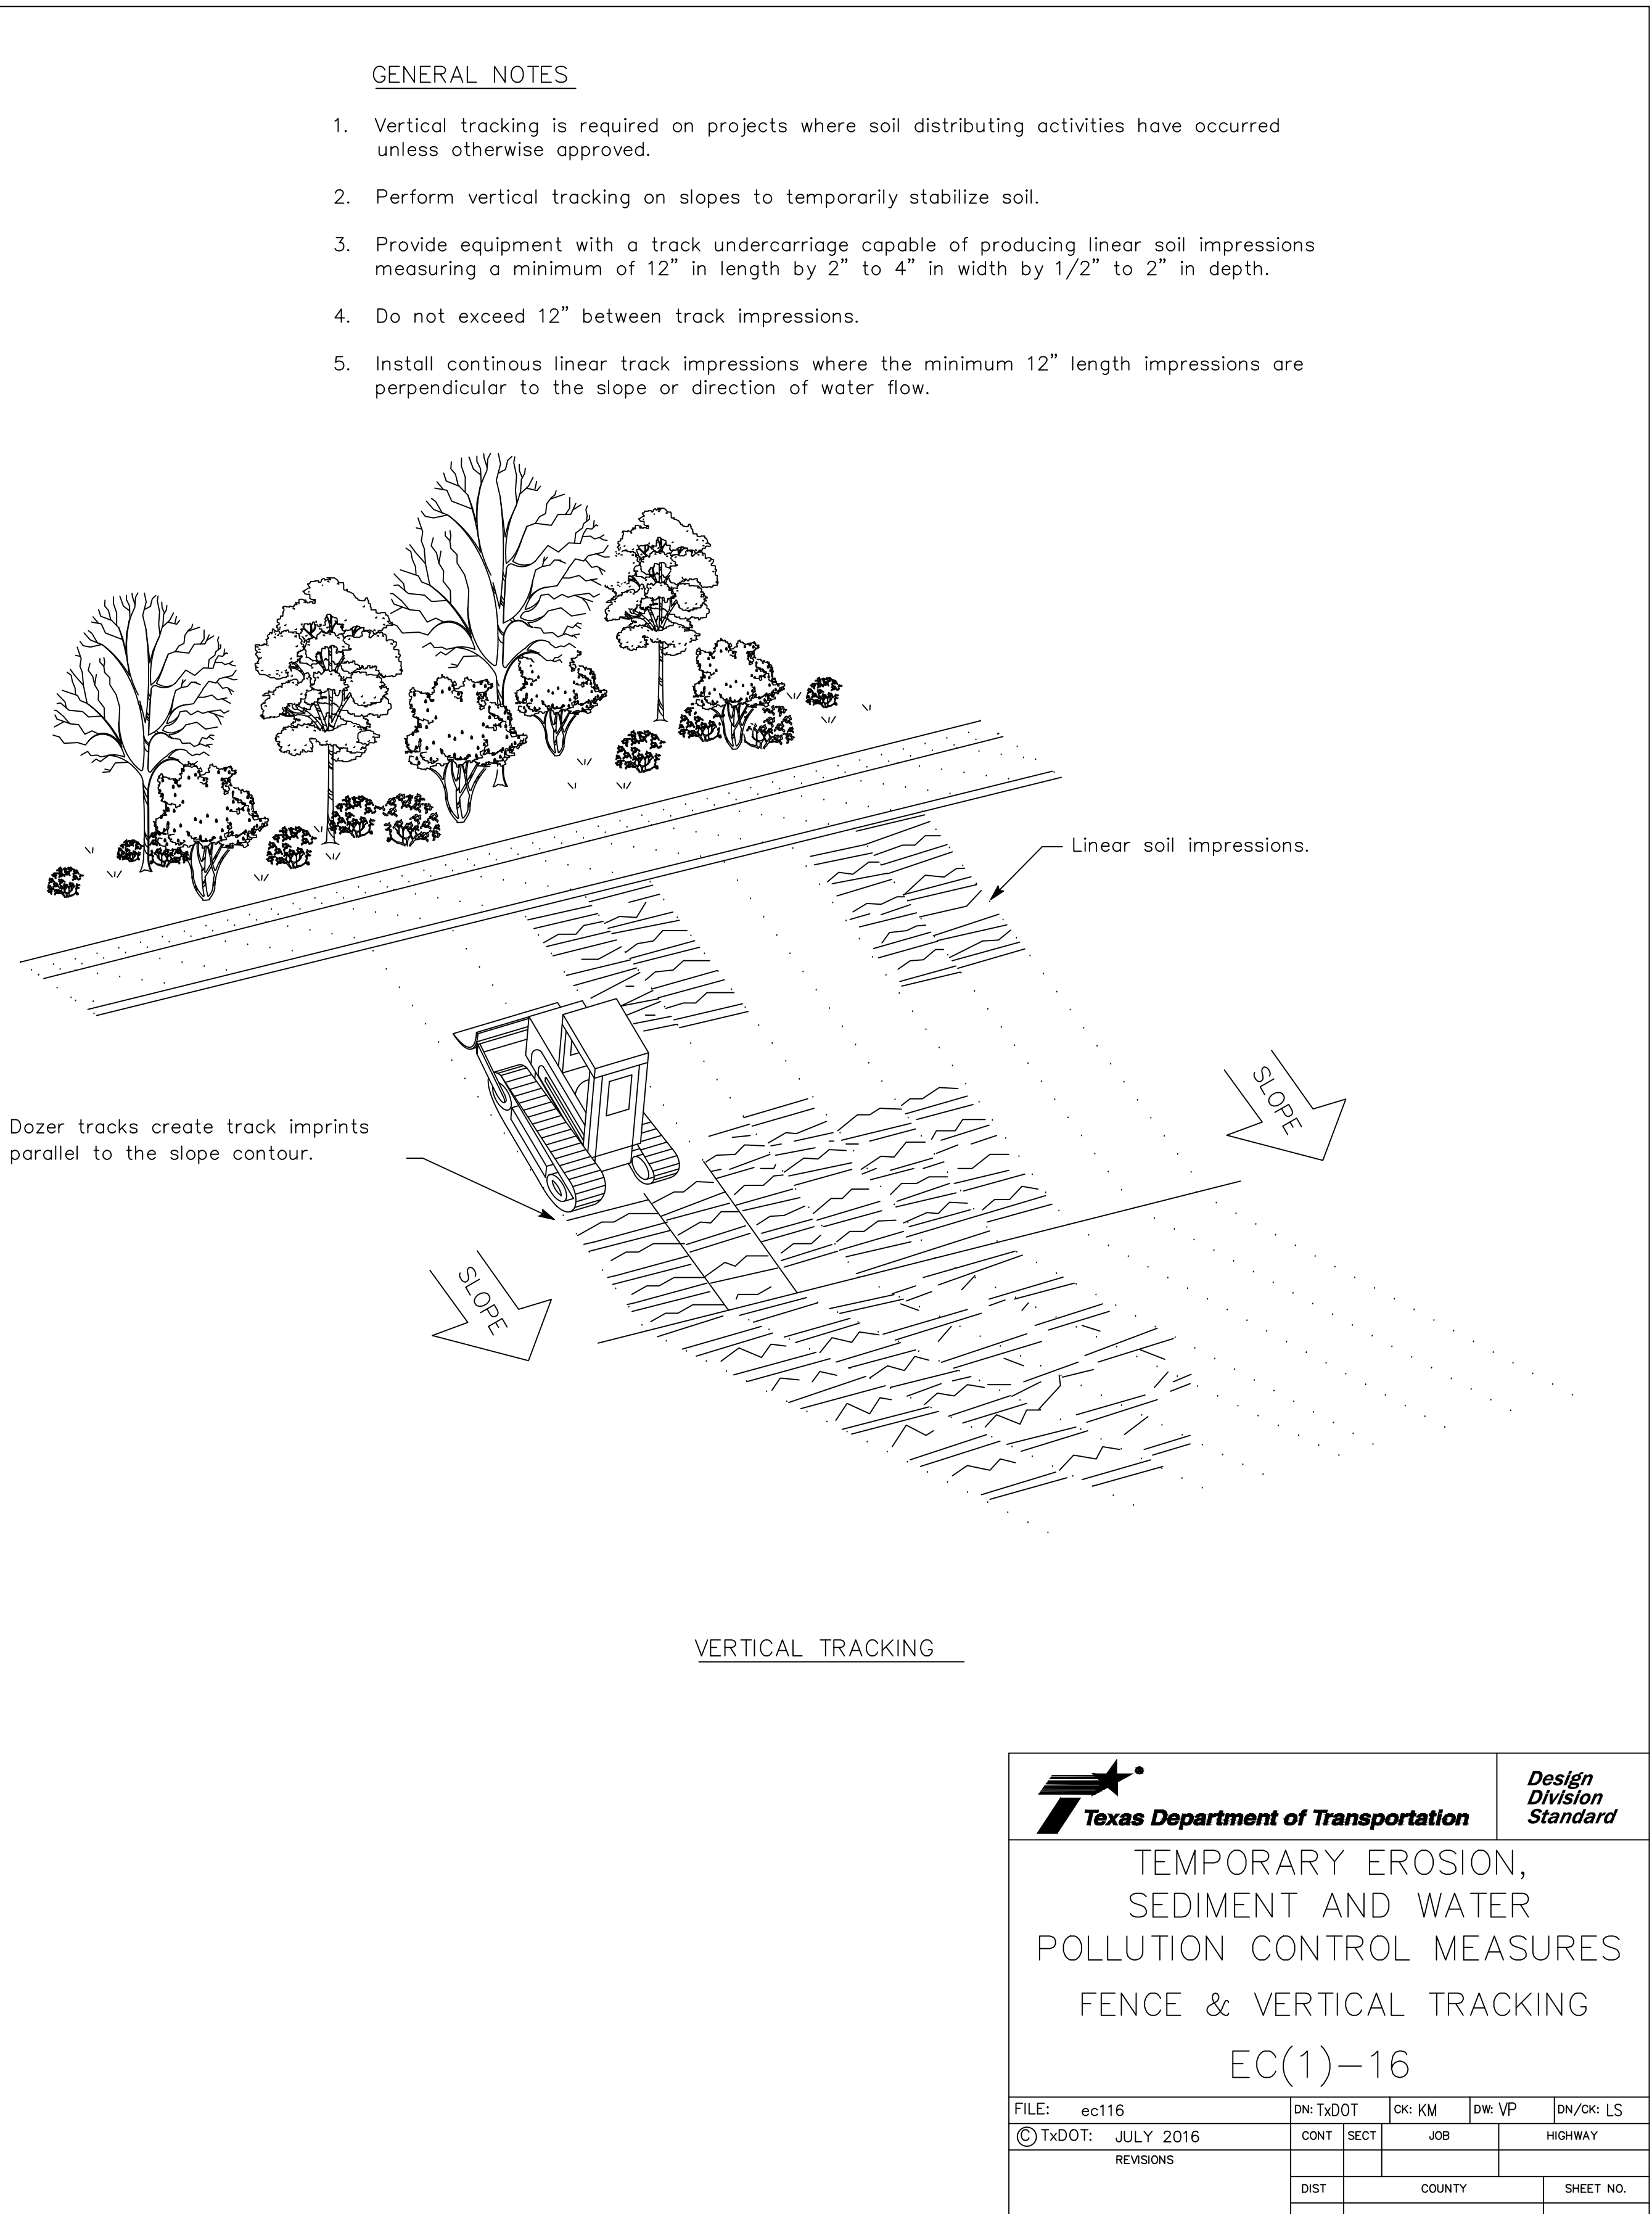 GENERAL NOTES
1. Vertical tracking is required on projects where soil distributing activities have occurred
unless otherwise approved.
2. Perform vertical tracking on slopes to temporarily stabilize soil.
3. Provide equipment with a track undercarriage capable of producing linear soil impressions
measuring a minimum of 12" in length by 2" to 4" in width by 1/2" to 2" in depth.
4. Do not exceed 12" between track impressions.
5. Install continous linear track impressions where the minimum 12" length impressions are
perpendicular to the slope or direction of water flow.
Linear soil impressions.
SLOPE
Dozer tracks create track imprints
parallel to the slope contour.
SLOPE
VERTICAL TRACKING
Texas Department of Transportation
Design
Division
Standard
TEMPORARY EROSION,
SEDIMENT AND WATER
POLLUTION CONTROL MEASURES
FENCE & VERTICAL TRACKING
EC(1)-16
FILE: ec116 DN: TxDOT CK: KM DW: VP DN/CK: LS
© TxDOT: JULY 2016 CONT SECT JOB HIGHWAY
REVISIONS
DIST COUNTY SHEET NO.